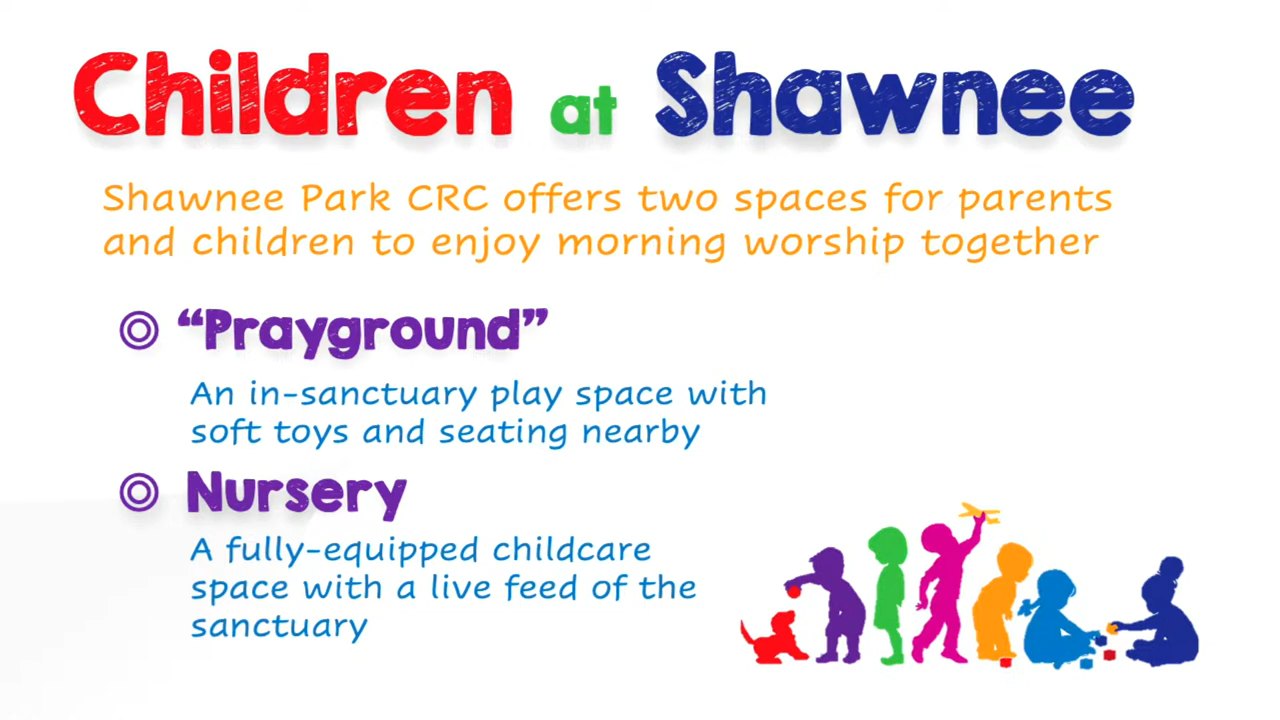 Children at Shawnee
Shawnee Park CRC offers two spaces for parents
and children to enjoy morning worship together
“Prayground”
An in-sanctuary play space with
soft toys and seating nearby
Nursery
A fully-equipped childcare
space with a live feed of the
sanctuary